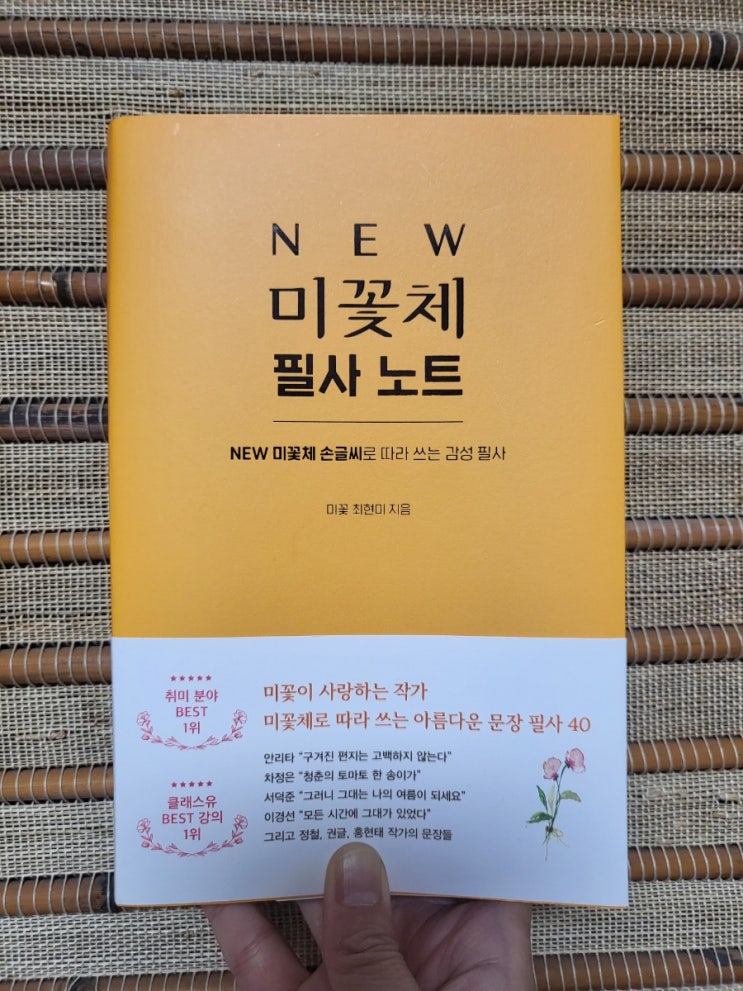 NEW
미꽃체
필사 노트
NEW 미꽃체 손글씨로 따라 쓰는 감성 필사
미꽃 최현미 지음
★★★★★
취미 분야
BEST
1위
미꽃이 사랑하는 작가
미꽃체로 따라 쓰는 아름다운 문장 필사 40
안리타 “구겨진 편지는 고백하지 않는다”
차정은 “청춘의 토마토 한 송이가”
서덕준 “그러니 그대는 나의 여름이 되세요”
이경선 “모든 시간에 그대가 있었다”
그리고 정철, 권글, 홍현태 작가의 문장들
★★★★★
클래스유
BEST 강의
1위